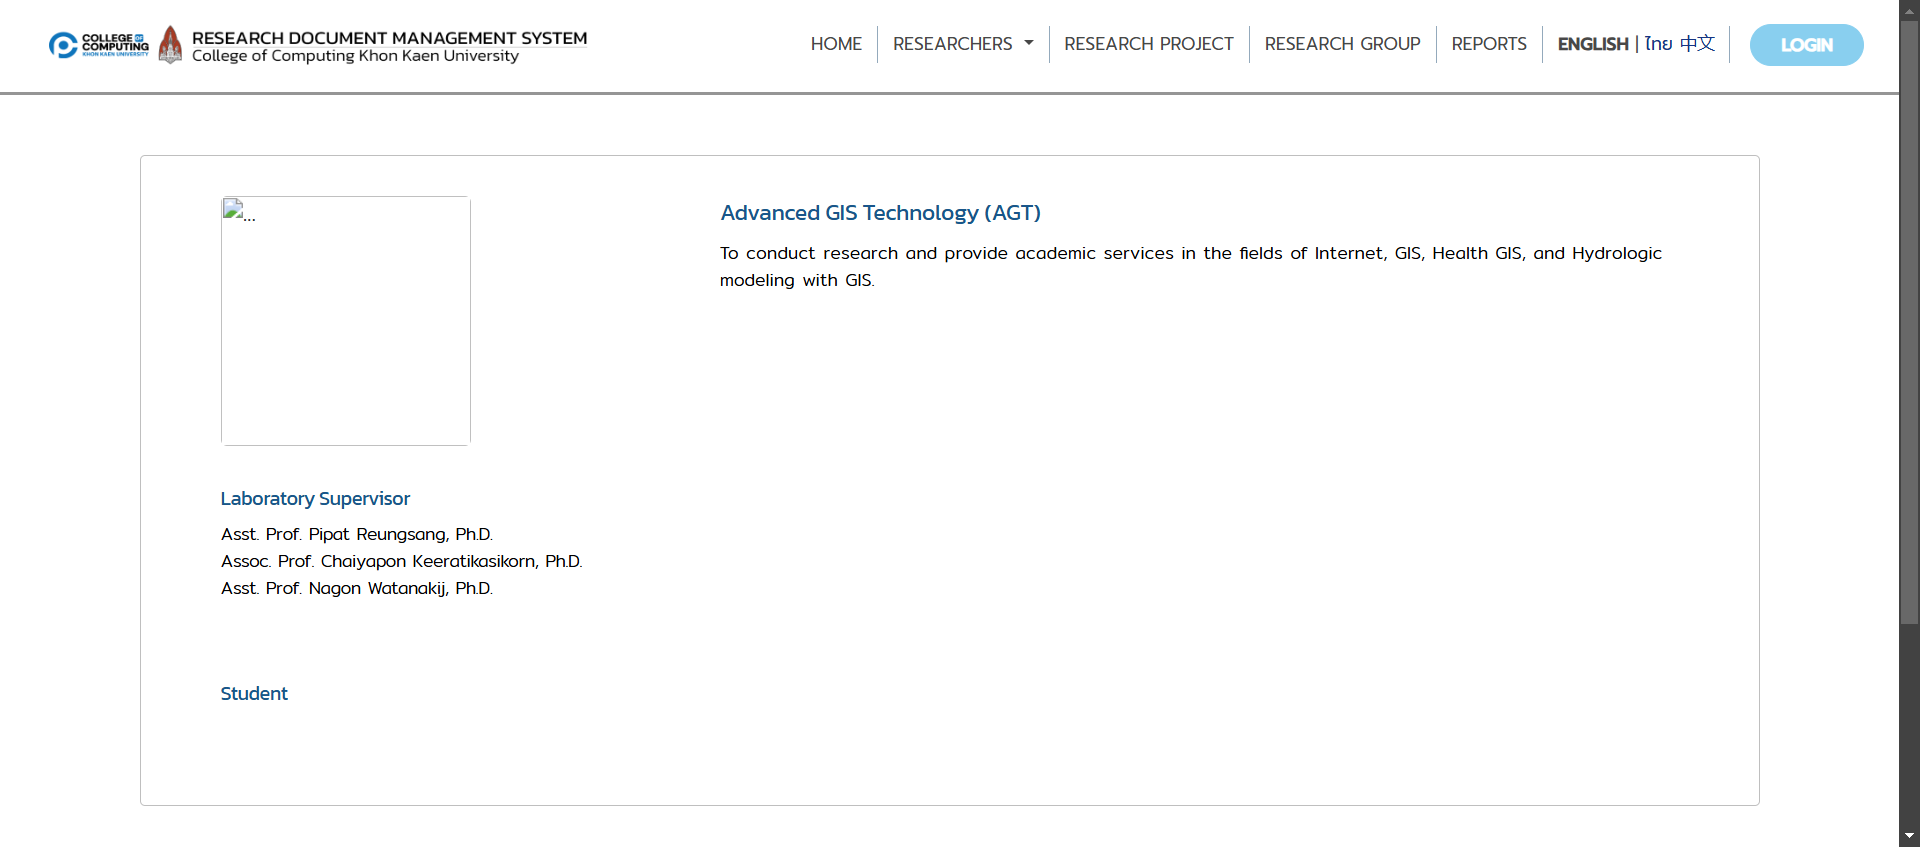 COLLEGE OF
COMPUTING
KHON KAEN UNIVERSITY
RESEARCH DOCUMENT MANAGEMENT SYSTEM
College of Computing Khon Kaen University
HOME
RESEARCHERS
RESEARCH PROJECT
RESEARCH GROUP
REPORTS
ENGLISH | ไทย 中文
LOGIN
...
Advanced GIS Technology (AGT)
To conduct research and provide academic services in the fields of Internet, GIS, Health GIS, and Hydrologic
modeling with GIS.
Laboratory Supervisor
Asst. Prof. Pipat Reungsang, Ph.D.
Assoc. Prof. Chaiyapon Keeratikasikorn, Ph.D.
Asst. Prof. Nagon Watanakij, Ph.D.
Student